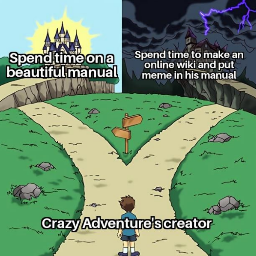 Spend time on a
beautiful manual
Spend time to make an
online wiki and put
meme in his manual
Crazy Adventure's creator